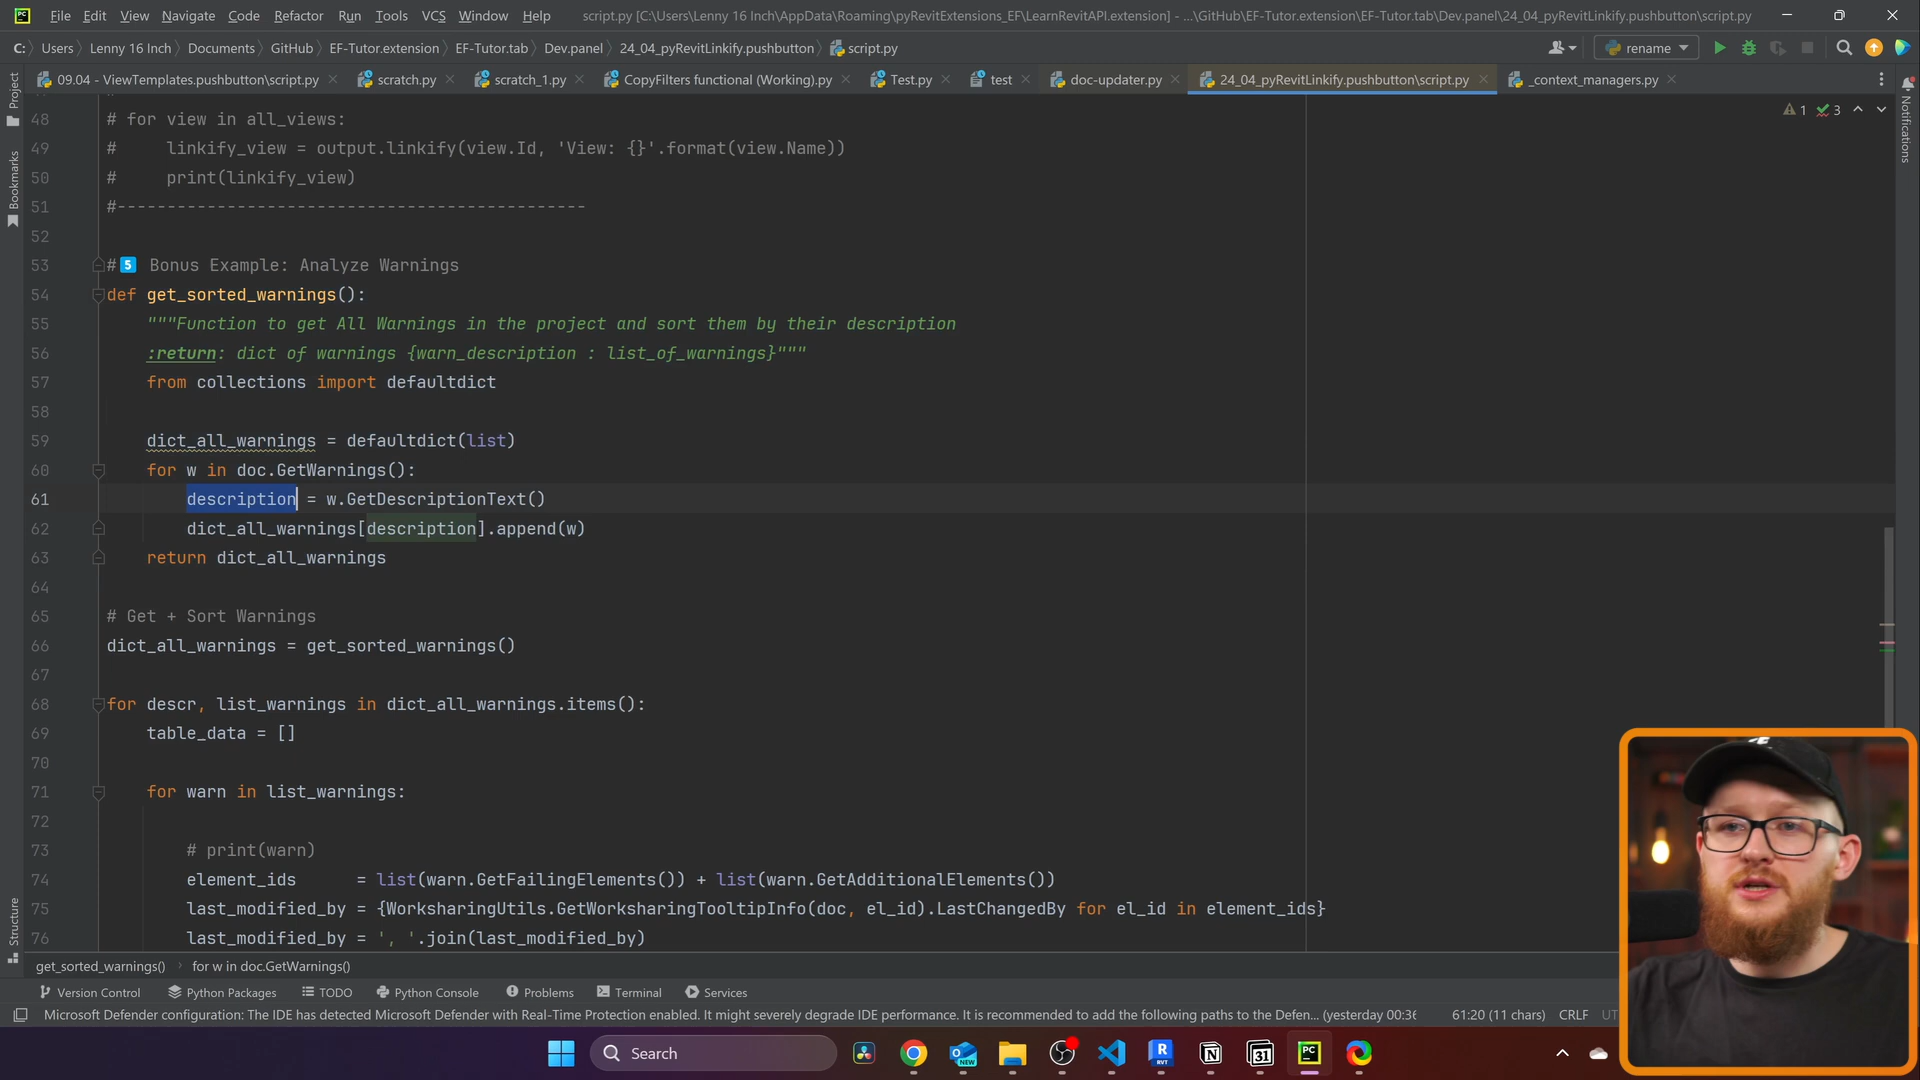 File Edit View Navigate Code Refactor Run Tools VCS Window Help script.py [C:\Users\Lenny 16 Inch\AppData\Roaming\pyRevitExtensions_EF\LearnRevitAPI.extension] - ...\GitHub\EF-Tutor.extension\EF-Tutor.tab\Dev.panel\24_04_pyRevitLinkify.pushbutton\script.py
C: Users Lenny 16 Inch Documents GitHub EF-Tutor.extension EF-Tutor.tab Dev.panel 24_04_pyRevitLinkify.pushbutton script.py rename
09.04 - ViewTemplates.pushbutton\script.py scratch.py scratch_1.py CopyFilters functional (Working).py Test.py test doc-updater.py 24_04_pyRevitLinkify.pushbutton\script.py _context_managers.py
Project
Bookmarks
Structure
Notifications
1 3
48 # for view in all_views:
49 #     linkify_view = output.linkify(view.Id, 'View: {}'.format(view.Name))
50 #     print(linkify_view)
51 #-----------------------------------------------
52
53 #5 Bonus Example: Analyze Warnings
54 def get_sorted_warnings():
55     """Function to get All Warnings in the project and sort them by their description
56     :return: dict of warnings {warn_description : list_of_warnings}"""
57     from collections import defaultdict
58
59     dict_all_warnings = defaultdict(list)
60     for w in doc.GetWarnings():
61         description = w.GetDescriptionText()
62         dict_all_warnings[description].append(w)
63     return dict_all_warnings
64
65 # Get + Sort Warnings
66 dict_all_warnings = get_sorted_warnings()
67
68 for descr, list_warnings in dict_all_warnings.items():
69     table_data = []
70
71     for warn in list_warnings:
72
73         # print(warn)
74         element_ids      = list(warn.GetFailingElements()) + list(warn.GetAdditionalElements())
75         last_modified_by = {WorksharingUtils.GetWorksharingTooltipInfo(doc, el_id).LastChangedBy for el_id in element_ids}
76         last_modified_by = ', '.join(last_modified_by)
get_sorted_warnings() for w in doc.GetWarnings()
Version Control Python Packages TODO Python Console Problems Terminal Services
Microsoft Defender configuration: The IDE has detected Microsoft Defender with Real-Time Protection enabled. It might severely degrade IDE performance. It is recommended to add the following paths to the Defen... (yesterday 00:36 61:20 (11 chars) CRLF UT
Search
NEW
RVT
31
PC